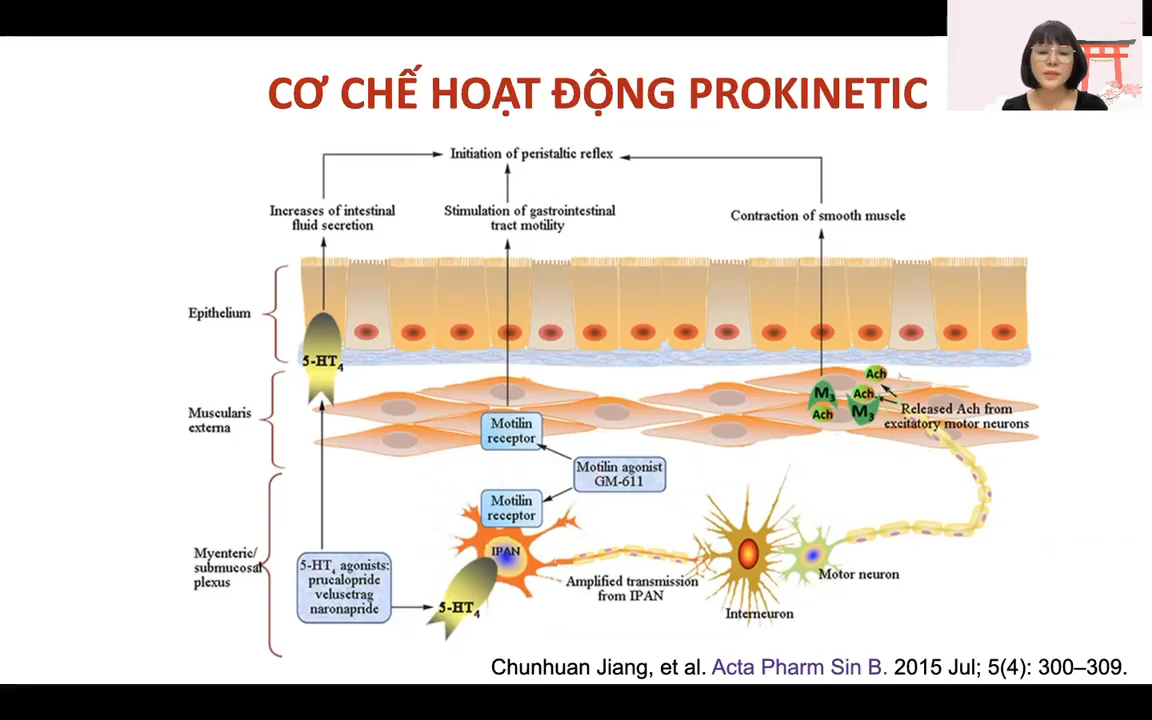 CƠ CHẾ HOẠT ĐỘNG PROKINETIC
Initiation of peristaltic reflex
Increases of intestinal
fluid secretion
Stimulation of gastrointestinal
tract motility
Contraction of smooth muscle
Epithelium
5-HT4
Muscularis
externa
Motilin
receptor
M3
Ach
Ach
Ach
M3
Released Ach from
excitatory motor neurons
Motilin agonist
GM-611
Motilin
receptor
Myenteric/
submucosal
plexus
5-HT4 agonists:
prucalopride
velusetrag
naronapride
IPAN
5-HT4
Amplified transmission
from IPAN
Interneuron
Motor neuron
Chunhuan Jiang, et al. Acta Pharm Sin B. 2015 Jul; 5(4): 300–309.